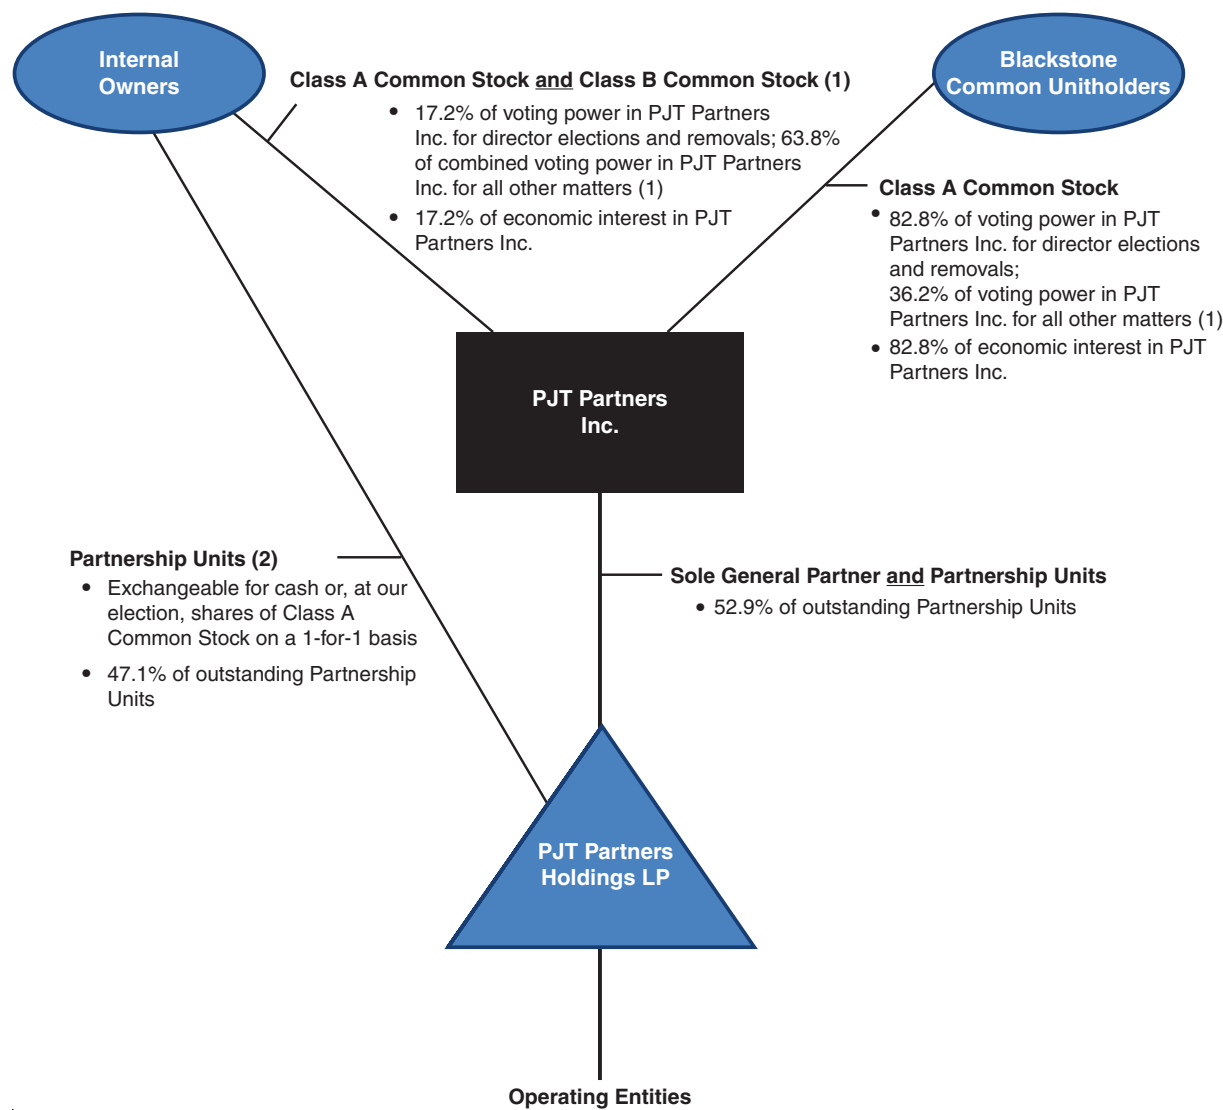 Internal
Owners
Blackstone
Common Unitholders
Class A Common Stock and Class B Common Stock (1)
• 17.2% of voting power in PJT Partners
Inc. for director elections and removals; 63.8%
of combined voting power in PJT Partners
Inc. for all other matters (1)
• 17.2% of economic interest in PJT
Partners Inc.
Class A Common Stock
• 82.8% of voting power in PJT
Partners Inc. for director elections
and removals;
36.2% of voting power in PJT
Partners Inc. for all other matters (1)
• 82.8% of economic interest in PJT
Partners Inc.
PJT Partners
Inc.
Partnership Units (2)
• Exchangeable for cash or, at our
election, shares of Class A
Common Stock on a 1-for-1 basis
• 47.1% of outstanding Partnership
Units
Sole General Partner and Partnership Units
• 52.9% of outstanding Partnership Units
PJT Partners
Holdings LP
Operating Entities